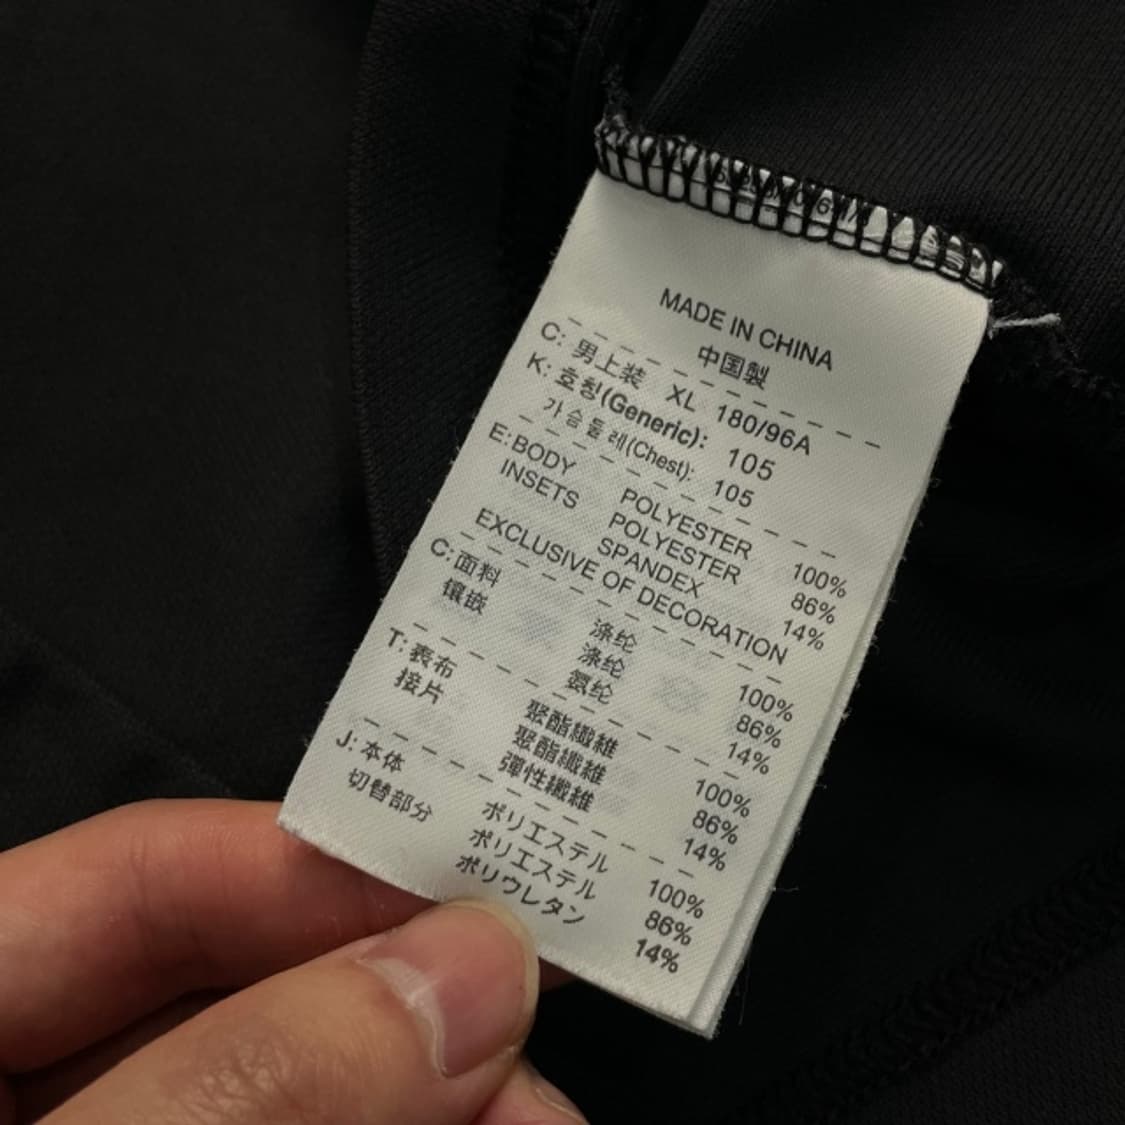 MADE IN CHINA
中国製
C: 男上装 XL 180/96A
K: 호칭(Generic): 105
가슴둘레(Chest): 105
E: BODY POLYESTER 100%
INSETS POLYESTER 86%
SPANDEX 14%
EXCLUSIVE OF DECORATION
C: 面料 涤纶 100%
镶嵌 涤纶 86%
氨纶 14%
T: 表布 聚酯纖維 100%
接片 聚酯纖維 86%
彈性纖維 14%
J: 本体 ポリエステル 100%
切替部分 ポリエステル 86%
ポリウレタン 14%